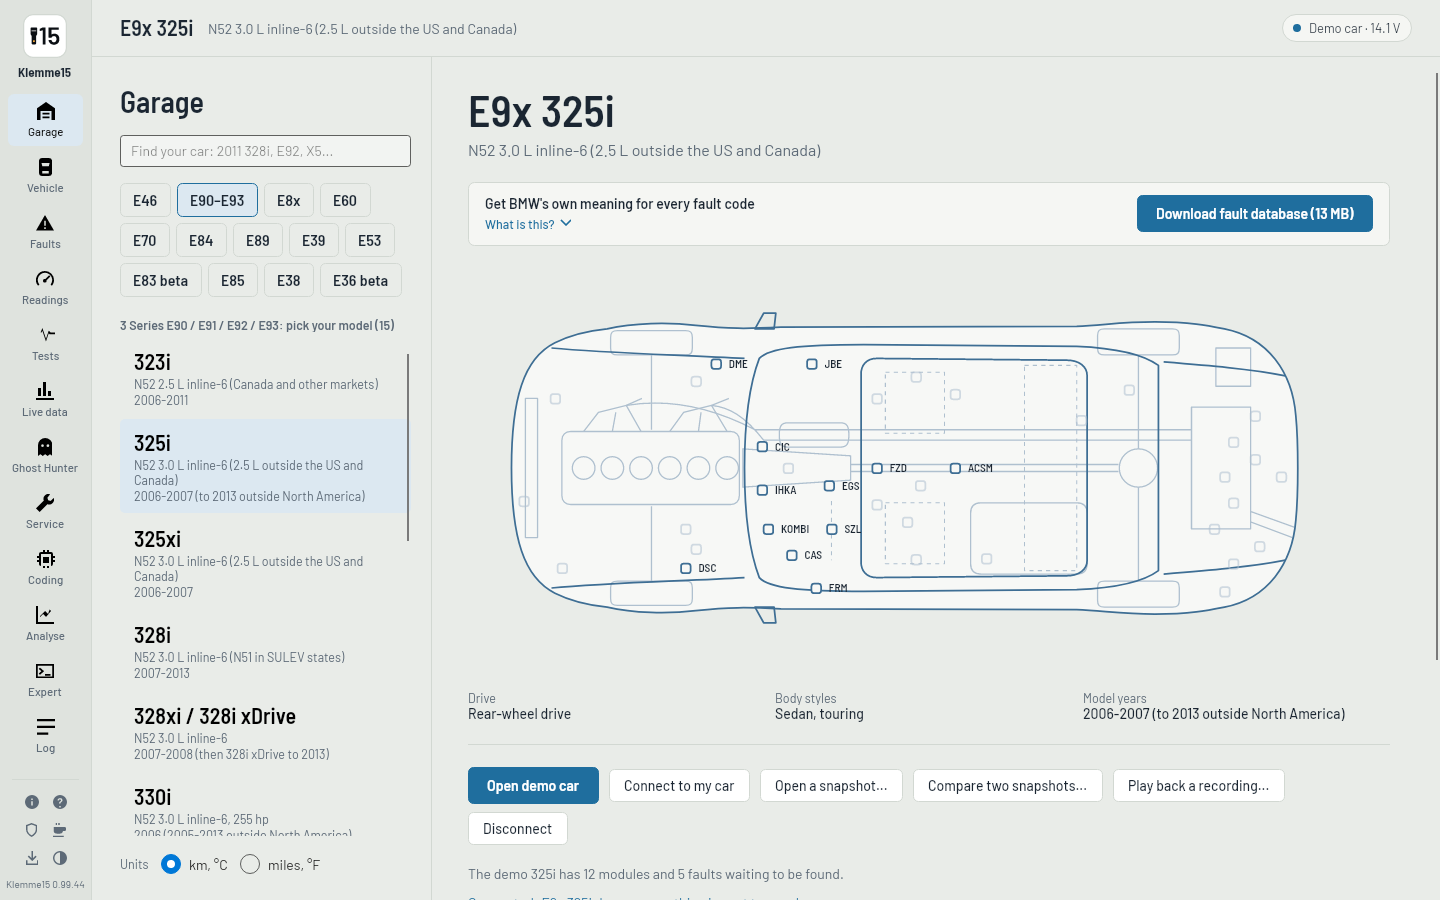 15
Klemme15
Garage
Vehicle
Faults
Readings
Tests
Live data
Ghost Hunter
Service
Coding
Analyse
Expert
Log
Klemme15 0.99.44
E9x 325i
N52 3.0 L inline-6 (2.5 L outside the US and Canada)
Demo car · 14.1 V
Garage
Find your car: 2011 328i, E92, X5...
E46
E90-E93
E8x
E60
E70
E84
E89
E39
E53
E83 beta
E85
E38
E36 beta
3 Series E90 / E91 / E92 / E93: pick your model (15)
323i
N52 2.5 L inline-6 (Canada and other markets)
2006-2011
325i
N52 3.0 L inline-6 (2.5 L outside the US and
Canada)
2006-2007 (to 2013 outside North America)
325xi
N52 3.0 L inline-6 (2.5 L outside the US and
Canada)
2006-2007
328i
N52 3.0 L inline-6 (N51 in SULEV states)
2007-2013
328xi / 328i xDrive
N52 3.0 L inline-6
2007-2008 (then 328i xDrive to 2013)
330i
N52 3.0 L inline-6, 255 hp
2006 (2005-2013 outside North America)
Units
km, °C
miles, °F
E9x 325i
N52 3.0 L inline-6 (2.5 L outside the US and Canada)
Get BMW's own meaning for every fault code
What is this?
Download fault database (13 MB)
DME
JBE
CIC
FZD
ACSM
IHKA
EGS
KOMBI
SZL
CAS
DSC
FRM
Drive
Rear-wheel drive
Body styles
Sedan, touring
Model years
2006-2007 (to 2013 outside North America)
Open demo car
Connect to my car
Open a snapshot...
Compare two snapshots...
Play back a recording...
Disconnect
The demo 325i has 12 modules and 5 faults waiting to be found.